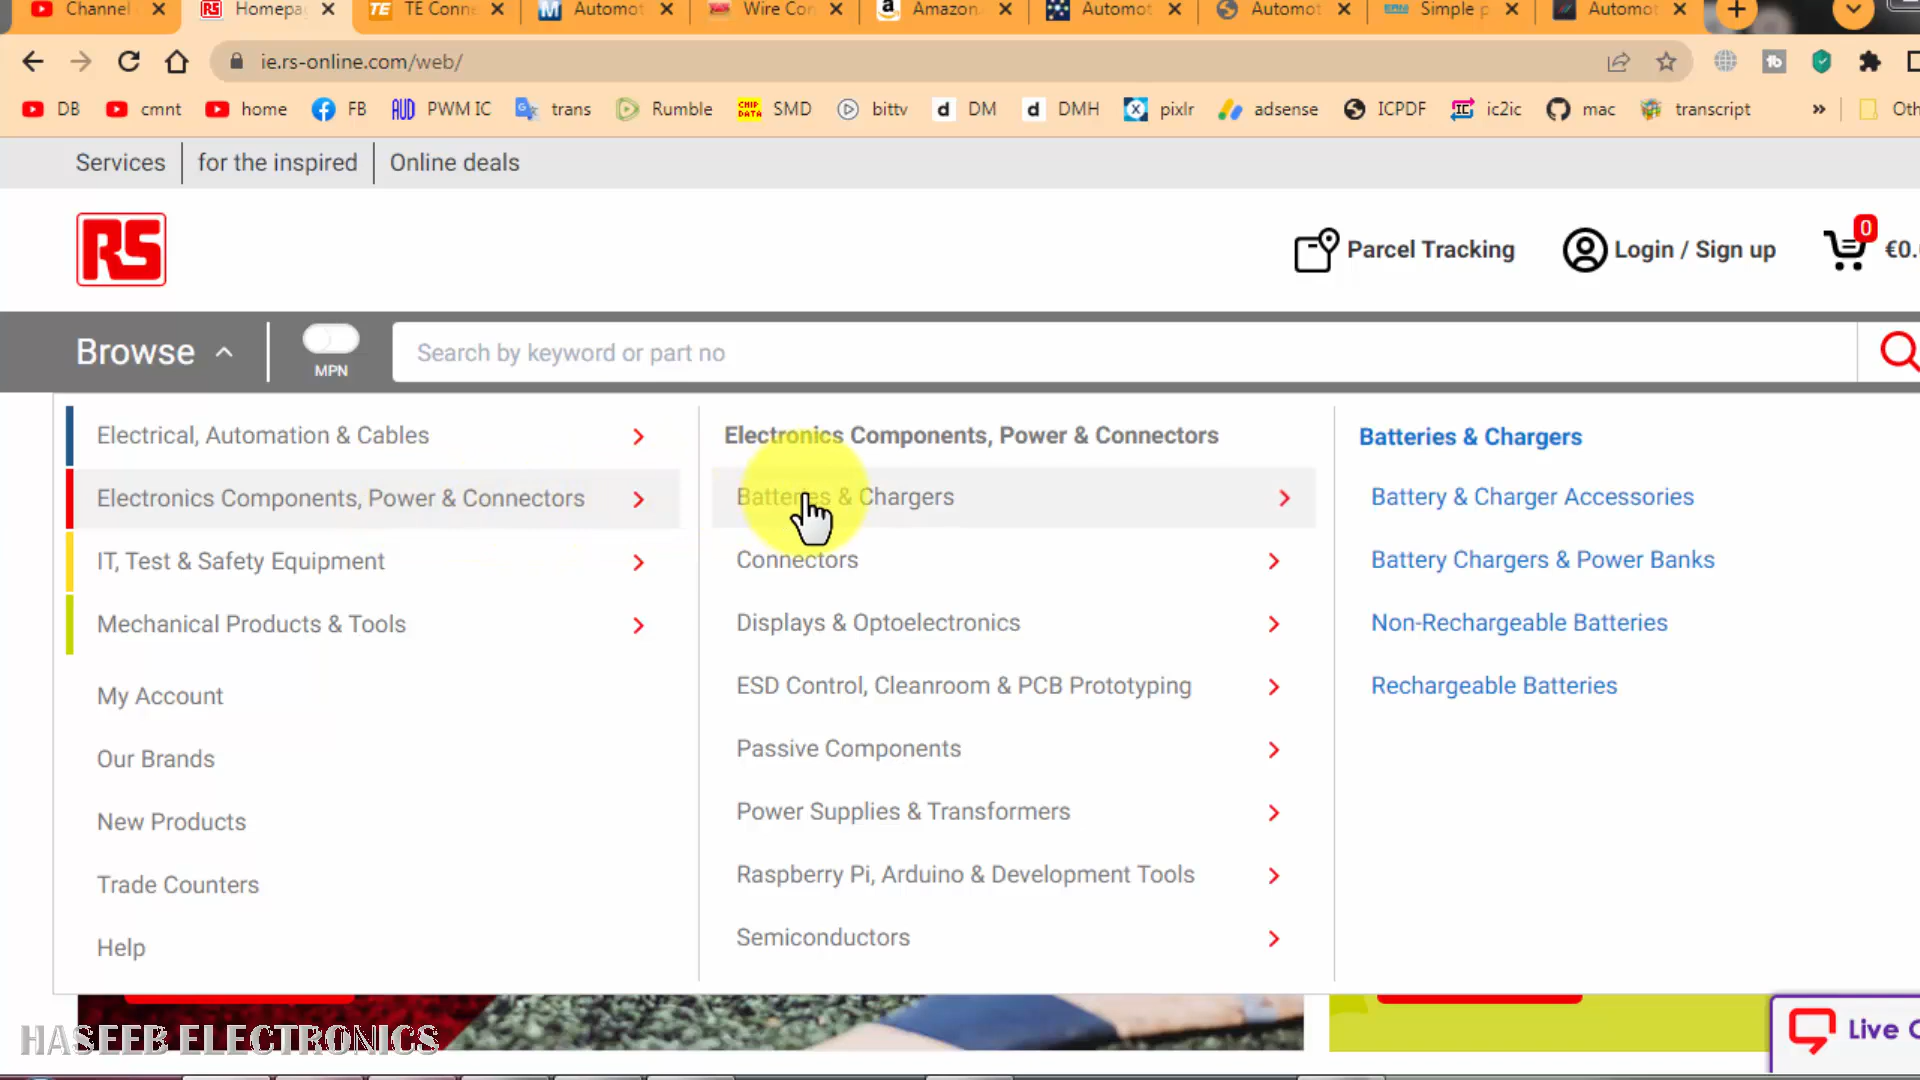 Channel
Homepag
TE Conne
Automot
Wire Con
Amazon.
Automot
Automot
Simple p
Automot
ie.rs-online.com/web/
DB
cmnt
home
FB
PWM IC
trans
Rumble
SMD
bittv
DM
DMH
pixlr
adsense
ICPDF
ic2ic
mac
transcript
»
Services
for the inspired
Online deals
RS
Parcel Tracking
Login / Sign up
0
Browse
MPN
Search by keyword or part no
Electrical, Automation & Cables
Electronics Components, Power & Connectors
IT, Test & Safety Equipment
Mechanical Products & Tools
My Account
Our Brands
New Products
Trade Counters
Help
Electronics Components, Power & Connectors
Batteries & Chargers
Connectors
Displays & Optoelectronics
ESD Control, Cleanroom & PCB Prototyping
Passive Components
Power Supplies & Transformers
Raspberry Pi, Arduino & Development Tools
Semiconductors
Batteries & Chargers
Battery & Charger Accessories
Battery Chargers & Power Banks
Non-Rechargeable Batteries
Rechargeable Batteries
HASEEB ELECTRONICS
Live